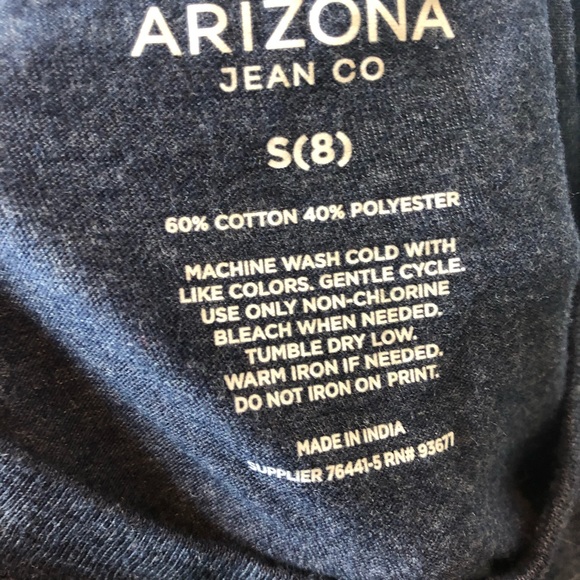 ARIZONA
JEAN CO
S(8)
60% COTTON 40% POLYESTER
MACHINE WASH COLD WITH
LIKE COLORS. GENTLE CYCLE.
USE ONLY NON-CHLORINE
BLEACH WHEN NEEDED.
TUMBLE DRY LOW.
WARM IRON IF NEEDED.
DO NOT IRON ON PRINT.
MADE IN INDIA
SUPPLIER 76441-5 RN# 93677